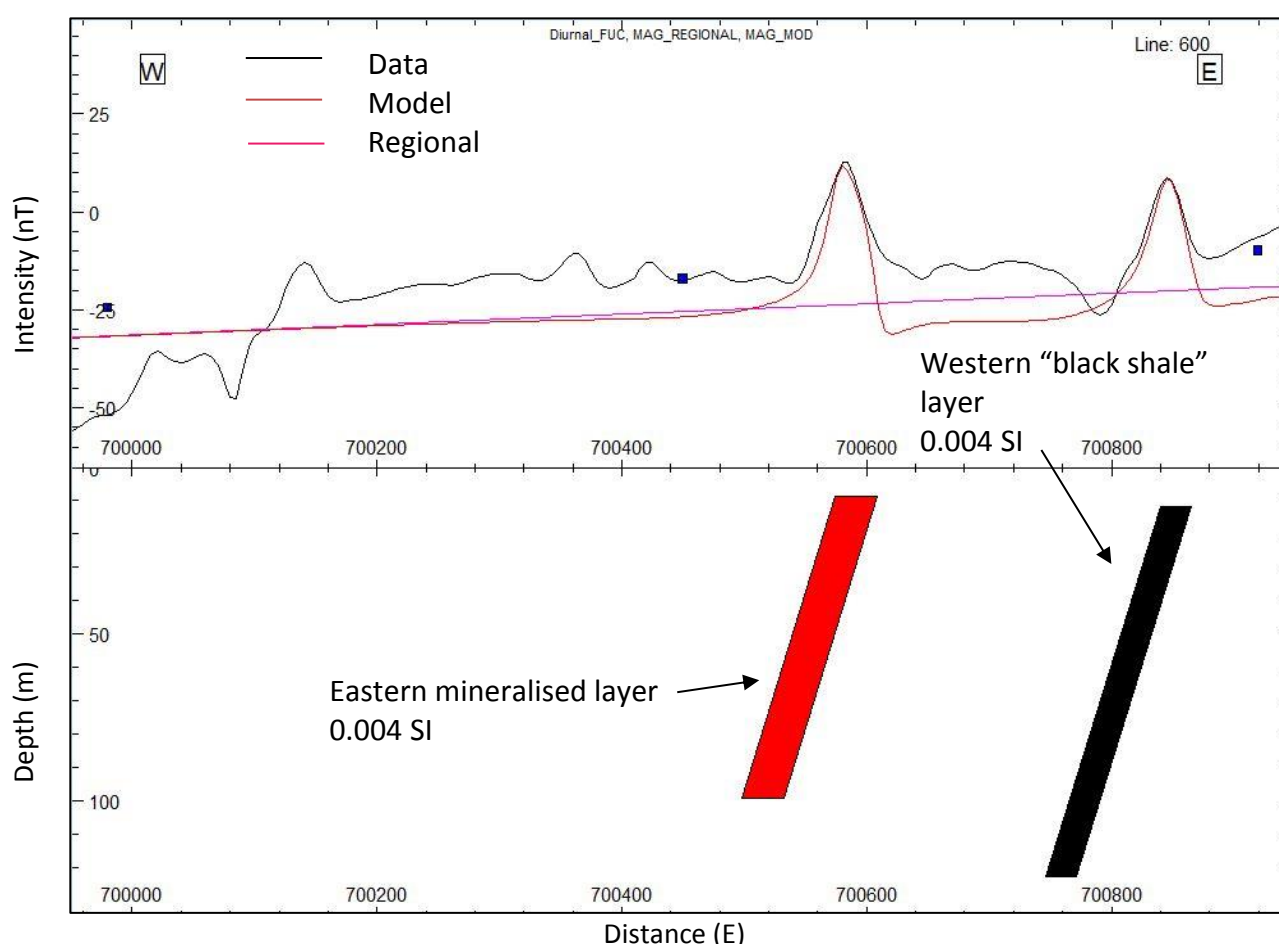 Diurnal_FUC, MAG_REGIONAL, MAG_MOD
Line: 600
W
E
Data
Model
Regional
Intensity (nT)
25
0
-25
-50
700000 700200 700400 700600 700800
Western “black shale”
layer
0.004 SI
0
50
100
Depth (m)
Eastern mineralised layer
0.004 SI
700000 700200 700400 700600 700800
Distance (E)